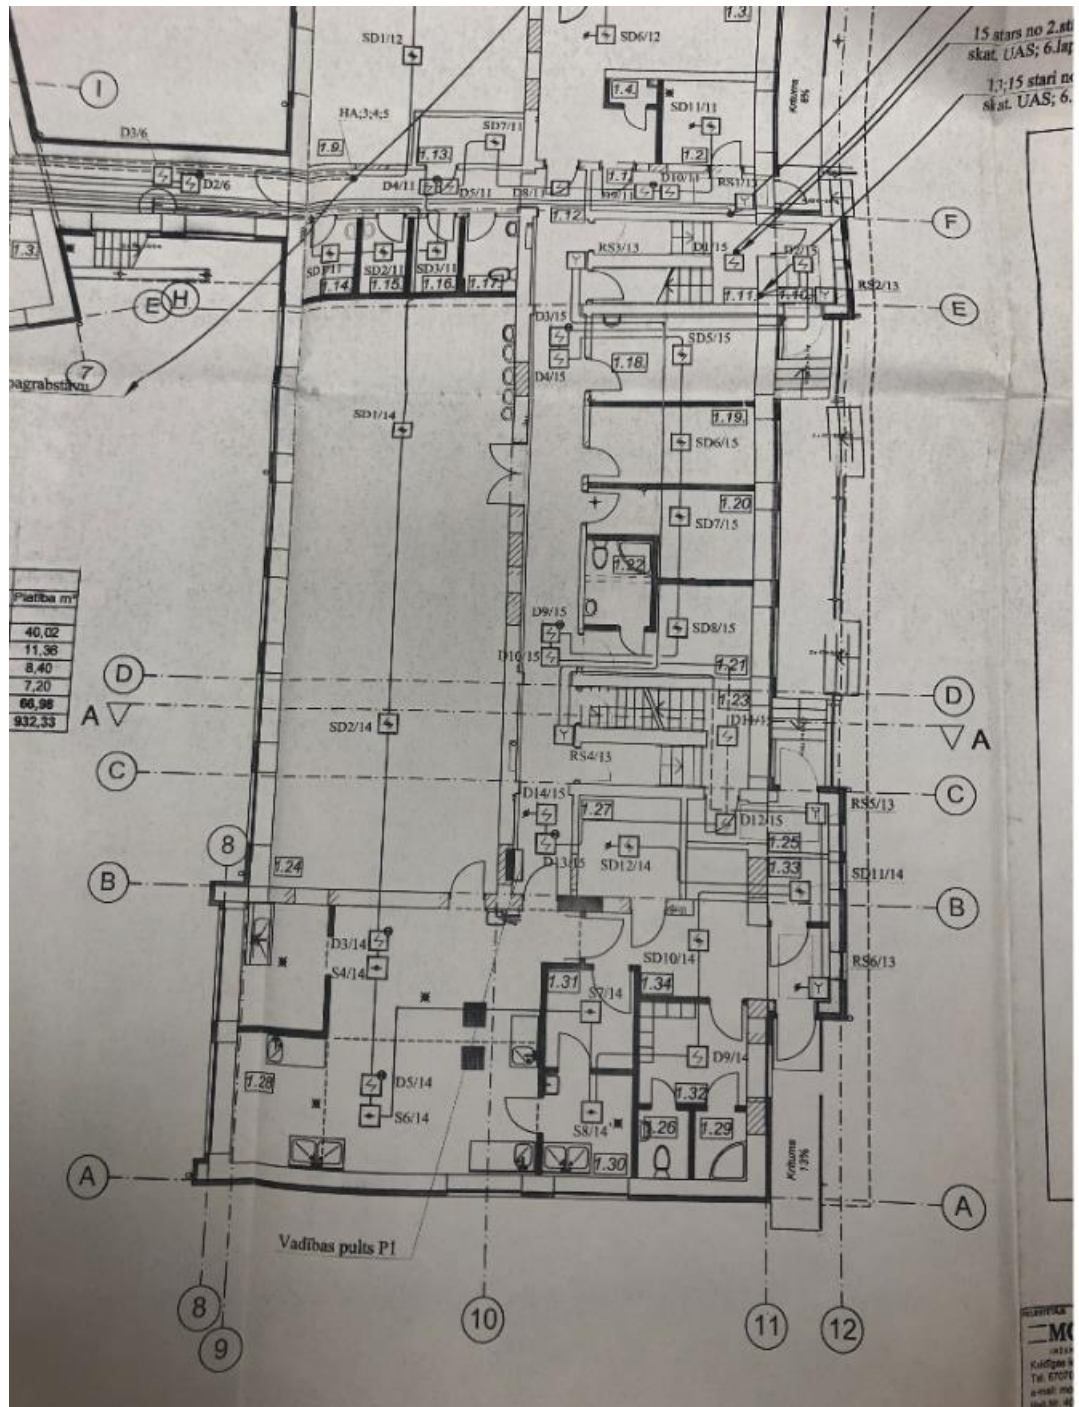 1.3.
15 stars no
skat. UAS;
SD1/12
SD6/12
I
1.4.
Kritums
8%
SD11/11
1;15 stari
skat. UAS; 6.
HA;3;4;5
SD7/11
D3/6
1.9.
1.13.
1.2.
D2/6
D4/11
D5/11
D8/11
1.1.
D10/11
D9/11
RS1/13
F
1.12.
F
1.3.
RS3/13
D1/15
D2/15
SD1/11
SD2/11
SD3/11
1.14.
1.15.
1.16.
1.17.
1.11.
1.10.
RS2/13
E
H
E
D3/15
SD5/15
7
pagrabstāvu
D4/15
1.18.
SD1/14
1.19.
SD6/15
1.20
SD7/15
1.22
Platība m²
40,02
11,36
8,40
7,20
66,98
932,33
D9/15
SD8/15
D10/15
1.21
D
1.23
D
A
SD2/14
D11/15
A
RS4/13
C
C
D14/15
RS5/13
1.27
D12/15
8
D13/15
1.25
SD12/14
1.33
SD11/14
1.24
B
B
D3/14
SD10/14
RS6/13
S4/14
1.31
S7/14
1.34
1.28
D5/14
D9/14
1.32
S6/14
S8/14
1.26
1.29
1.30
Kritums
13%
A
A
Vadības pults P1
8
9
10
11
12
Tel. 6707
e-mail: